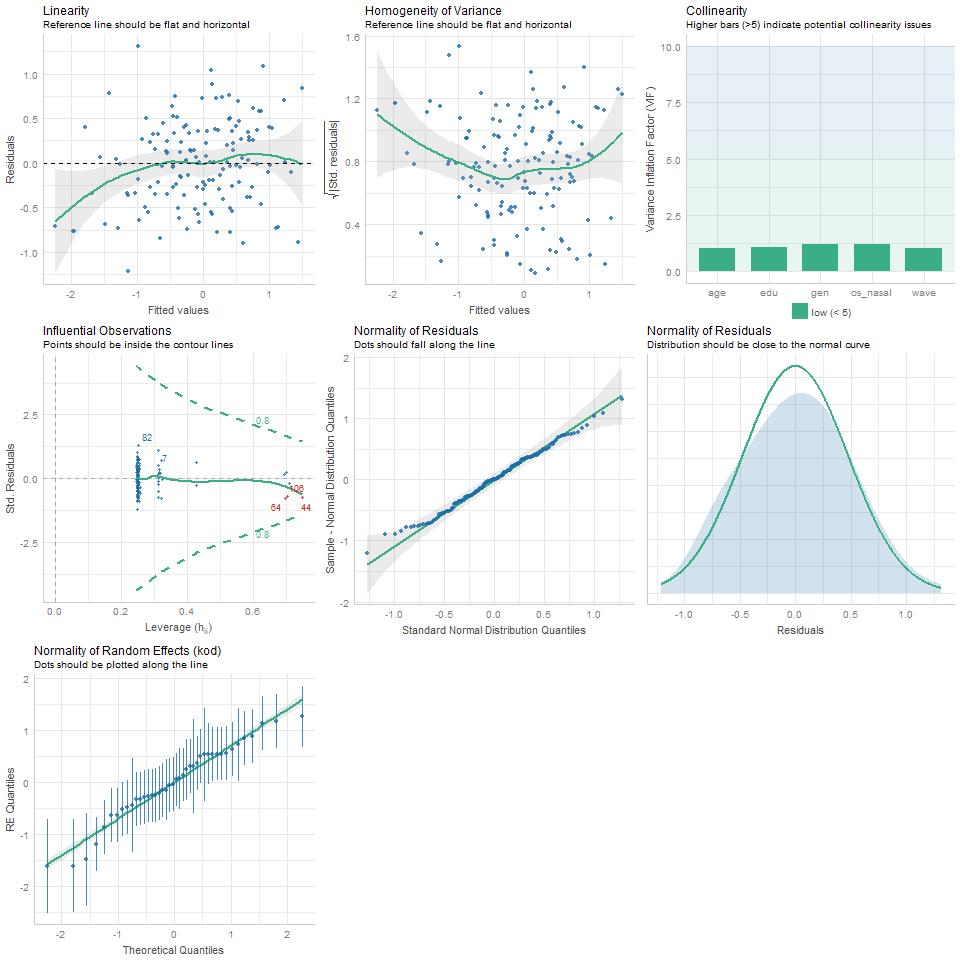 Linearity
Reference line should be flat and horizontal
1.0
0.5
0.0
-0.5
-1.0
Residuals
-2
-1
0
1
Fitted values
Homogeneity of Variance
Reference line should be flat and horizontal
1.6
1.2
0.8
0.4
√|Std. residuals|
-2
-1
0
1
Fitted values
Collinearity
Higher bars (>5) indicate potential collinearity issues
10.0
7.5
5.0
2.5
0.0
Variance Inflation Factor (VIF)
age
edu
gen
os_nasal
wave
low (< 5)
Influential Observations
Points should be inside the contour lines
2.5
0.0
-2.5
Std. Residuals
0.8
82
7
106
64
44
0.8
0.0
0.2
0.4
0.6
Leverage (hii)
Normality of Residuals
Dots should fall along the line
2
1
0
-1
-2
Sample - Normal Distribution Quantiles
-1.0
-0.5
0.0
0.5
1.0
Standard Normal Distribution Quantiles
Normality of Residuals
Distribution should be close to the normal curve
-1.0
-0.5
0.0
0.5
1.0
Residuals
Normality of Random Effects (kod)
Dots should be plotted along the line
2
1
0
-1
-2
RE Quantiles
-2
-1
0
1
2
Theoretical Quantiles